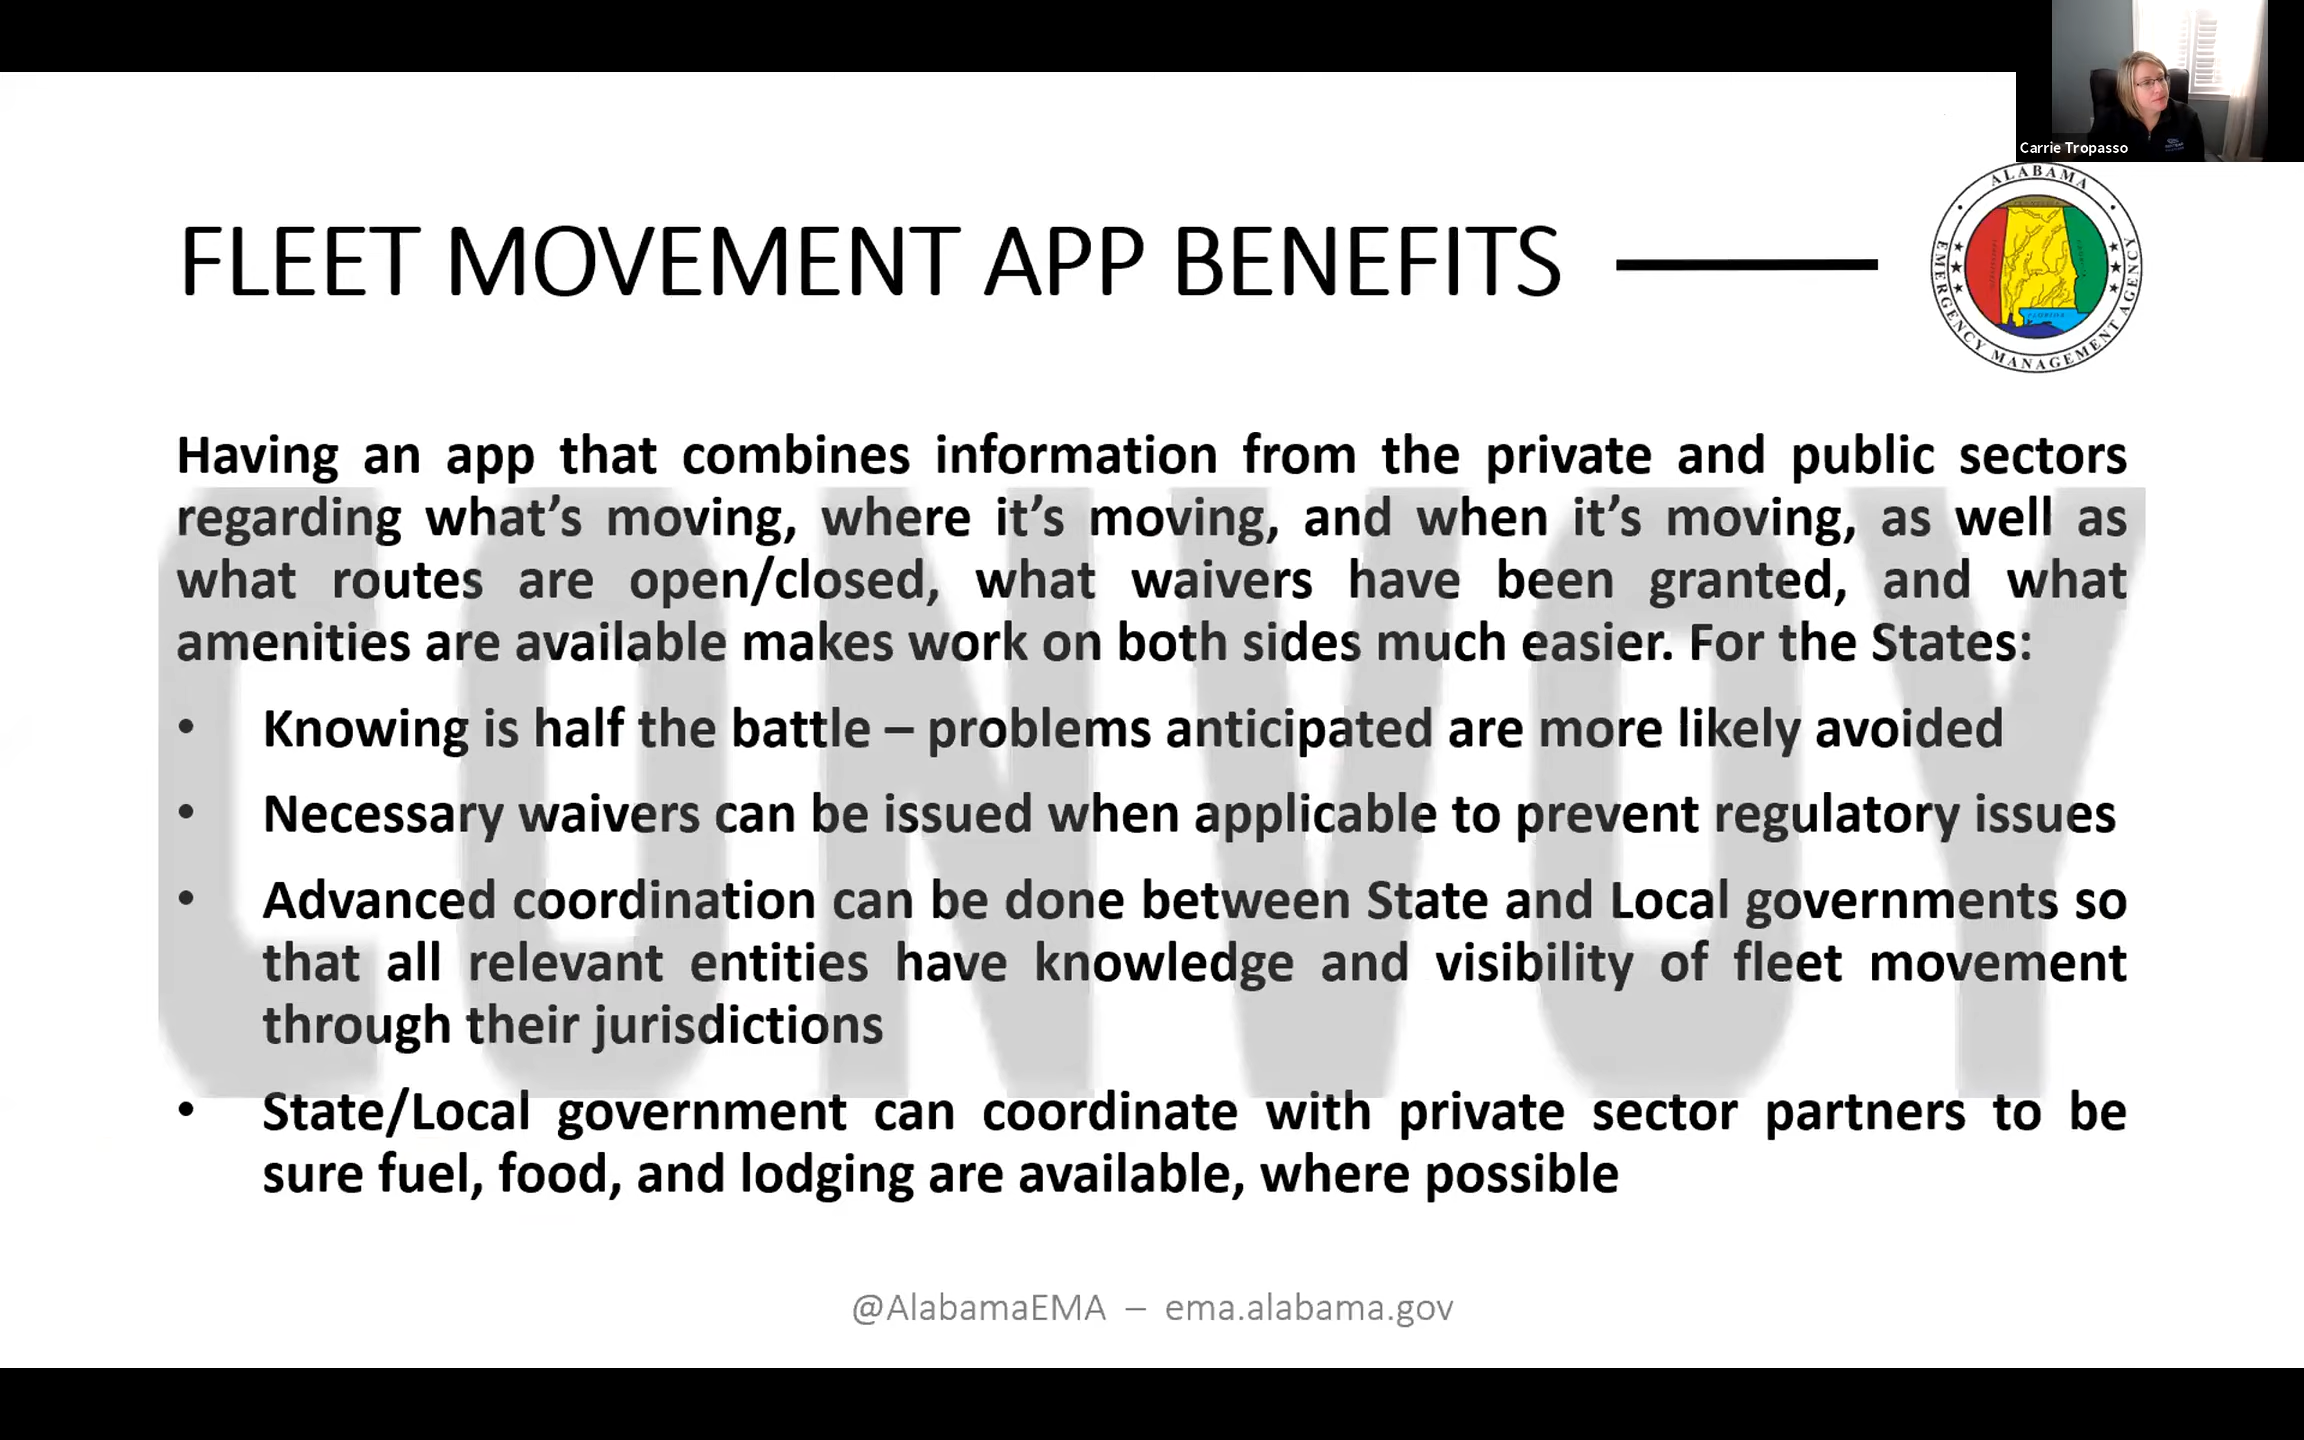 Carrie Tropasso
FLEET MOVEMENT APP BENEFITS
ALABAMA
EMERGENCY MANAGEMENT AGENCY
FLORIDA
Having an app that combines information from the private and public sectors
regarding what’s moving, where it’s moving, and when it’s moving, as well as
what routes are open/closed, what waivers have been granted, and what
amenities are available makes work on both sides much easier. For the States:
• Knowing is half the battle – problems anticipated are more likely avoided
• Necessary waivers can be issued when applicable to prevent regulatory issues
• Advanced coordination can be done between State and Local governments so
that all relevant entities have knowledge and visibility of fleet movement
through their jurisdictions
• State/Local government can coordinate with private sector partners to be
sure fuel, food, and lodging are available, where possible
CONVOY
@AlabamaEMA – ema.alabama.gov